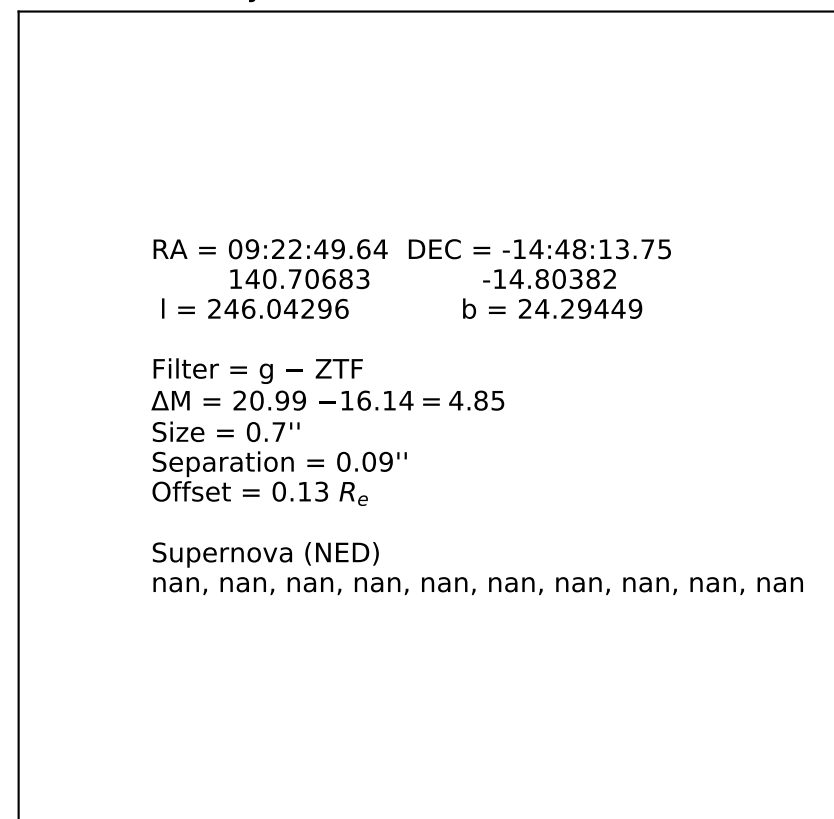 RA = 09:22:49.64  DEC = -14:48:13.75
140.70683 -14.80382
l = 246.04296 b = 24.29449
Filter = g − ZTF
ΔM = 20.99 −16.14 = 4.85
Size = 0.7''
Separation = 0.09''
Offset = 0.13 Rₑ
Supernova (NED)
nan, nan, nan, nan, nan, nan, nan, nan, nan, nan